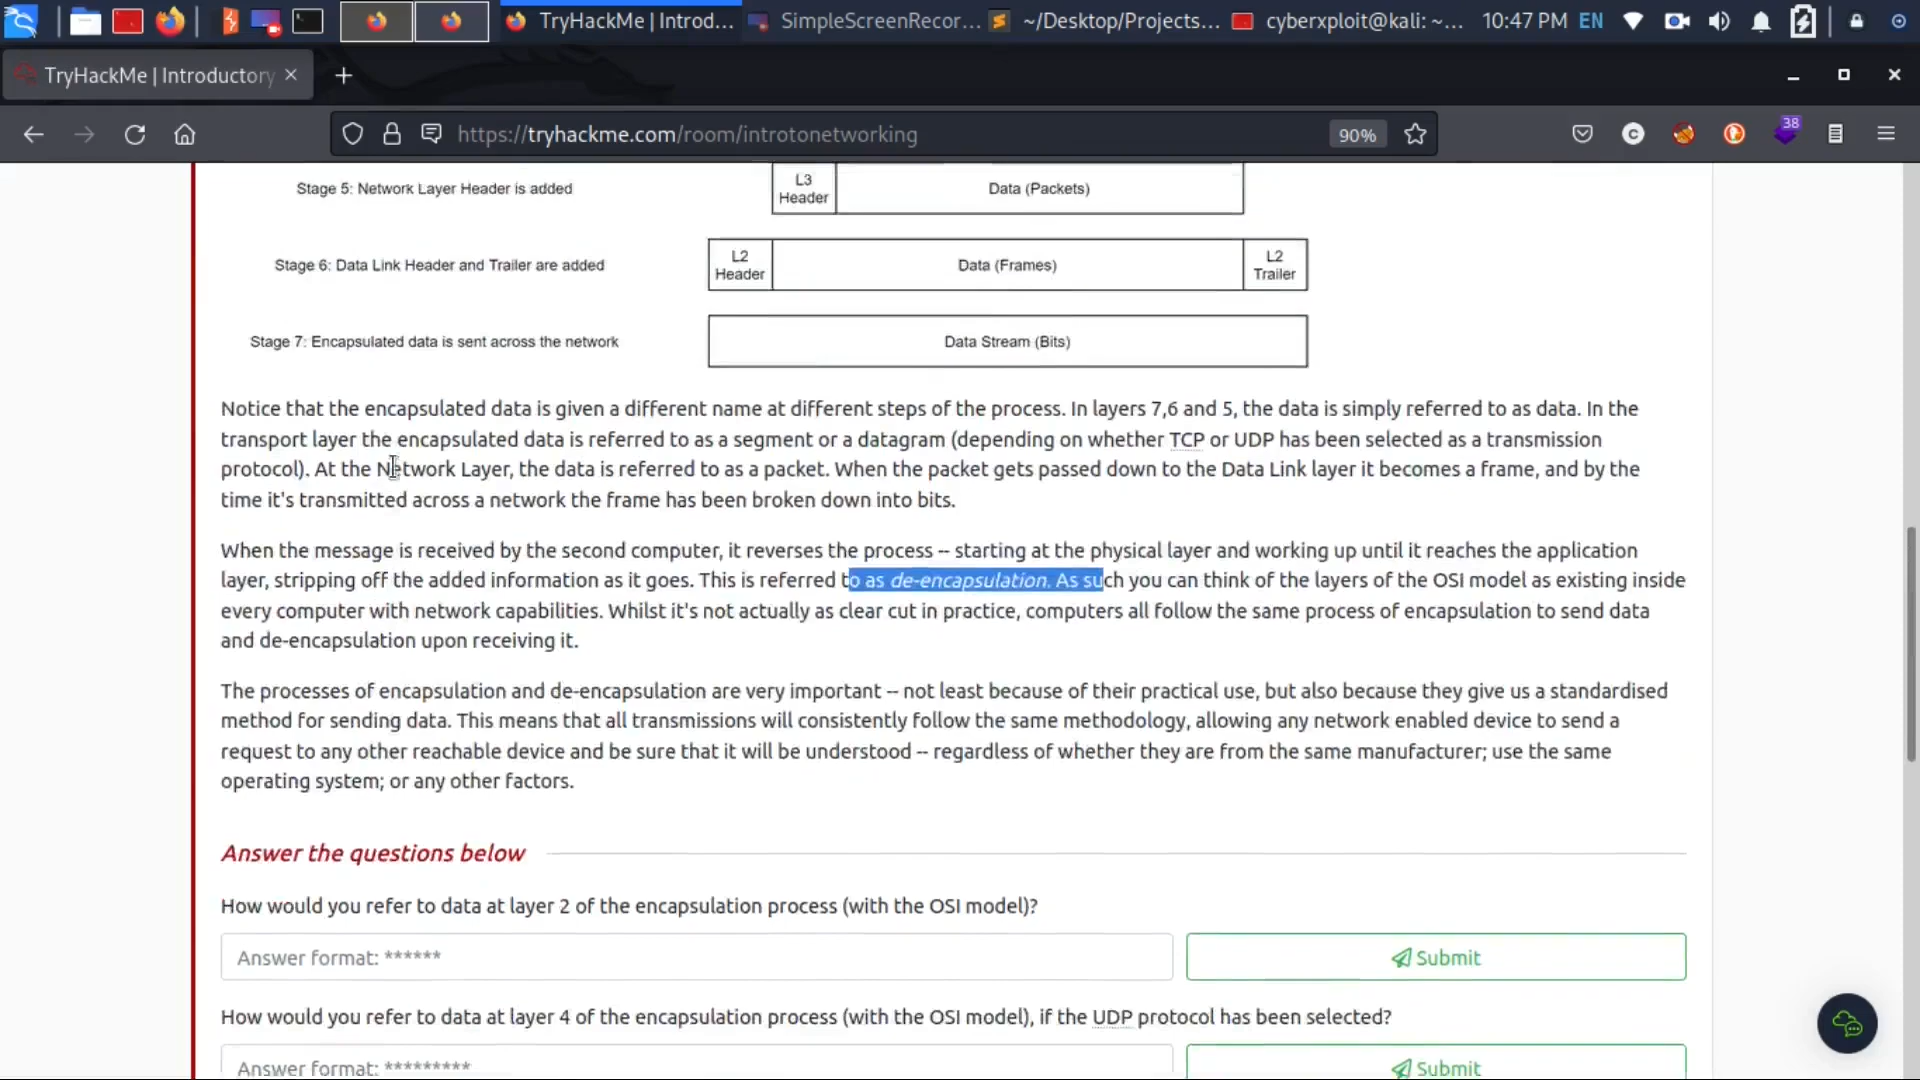 TryHackMe | Introd... SimpleScreenRecor... ~/Desktop/Projects... cyberxploit@kali: ~... 10:47 PM EN
TryHackMe | Introductory
https://tryhackme.com/room/introtonetworking 90% 38
Stage 5: Network Layer Header is added
L3
Header
Data (Packets)
Stage 6: Data Link Header and Trailer are added
L2
Header
Data (Frames)
L2
Trailer
Stage 7: Encapsulated data is sent across the network
Data Stream (Bits)
Notice that the encapsulated data is given a different name at different steps of the process. In layers 7,6 and 5, the data is simply referred to as data. In the
transport layer the encapsulated data is referred to as a segment or a datagram (depending on whether TCP or UDP has been selected as a transmission
protocol). At the Network Layer, the data is referred to as a packet. When the packet gets passed down to the Data Link layer it becomes a frame, and by the
time it's transmitted across a network the frame has been broken down into bits.
When the message is received by the second computer, it reverses the process -- starting at the physical layer and working up until it reaches the application
layer, stripping off the added information as it goes. This is referred to as de-encapsulation. As such you can think of the layers of the OSI model as existing inside
every computer with network capabilities. Whilst it's not actually as clear cut in practice, computers all follow the same process of encapsulation to send data
and de-encapsulation upon receiving it.
The processes of encapsulation and de-encapsulation are very important -- not least because of their practical use, but also because they give us a standardised
method for sending data. This means that all transmissions will consistently follow the same methodology, allowing any network enabled device to send a
request to any other reachable device and be sure that it will be understood -- regardless of whether they are from the same manufacturer; use the same
operating system; or any other factors.
Answer the questions below
How would you refer to data at layer 2 of the encapsulation process (with the OSI model)?
Answer format: ******
Submit
How would you refer to data at layer 4 of the encapsulation process (with the OSI model), if the UDP protocol has been selected?
Answer format: *********
Submit